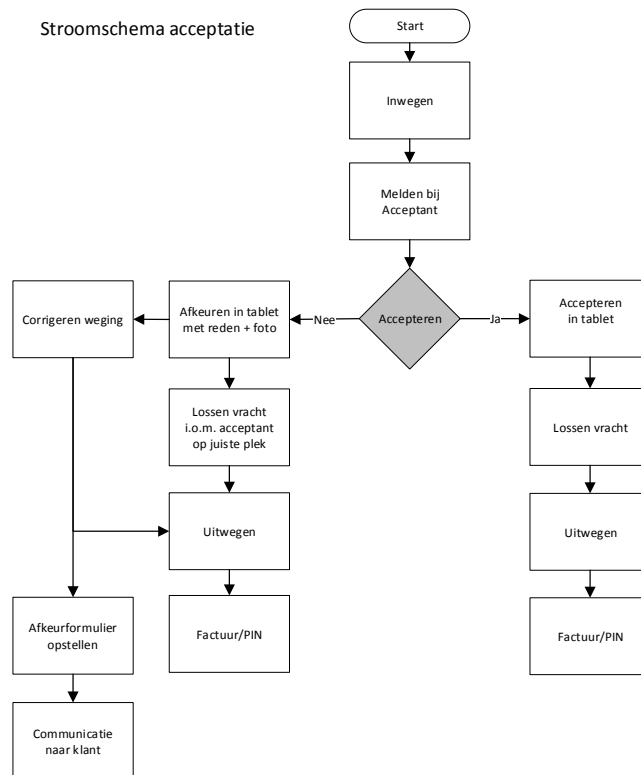 Stroomschema acceptatie
Start
Inwegen
Melden bij
Acceptant
Accepteren
Nee
Ja
Corrigeren weging
Afkeuren in tablet
met reden + foto
Accepteren
in tablet
Lossen vracht
i.o.m. acceptant
op juiste plek
Lossen vracht
Uitwegen
Uitwegen
Afkeurformulier
opstellen
Factuur/PIN
Factuur/PIN
Communicatie
naar klant